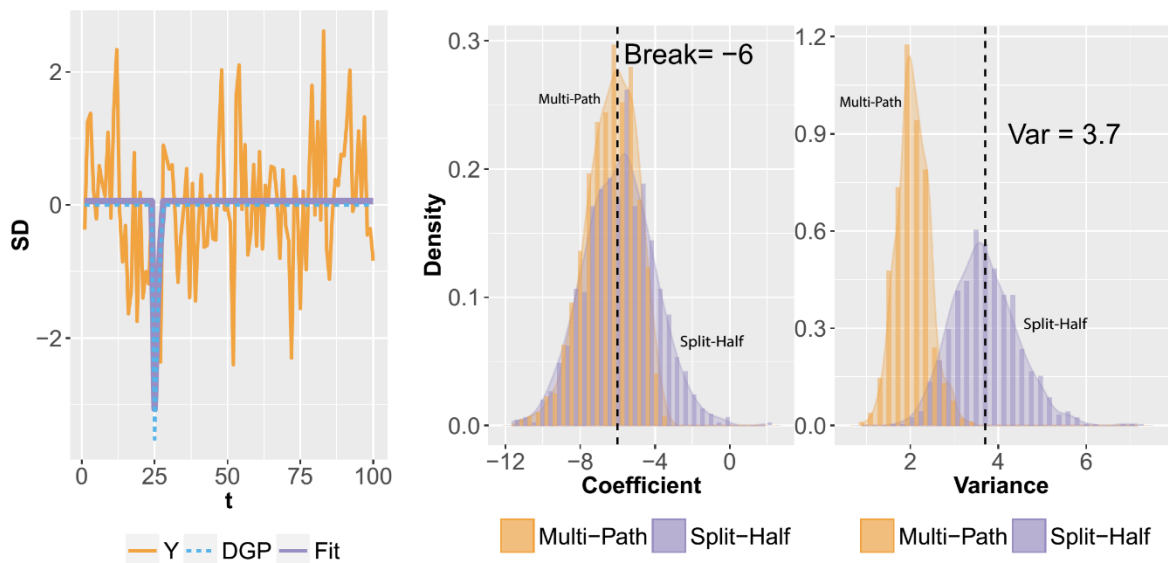 SD
2
0
−2
0
25
50
75
100
t
Y
DGP
Fit
Density
0.3
0.2
0.1
0.0
Break= −6
Multi-Path
Split-Half
−12
−8
−4
0
Coefficient
Multi-Path
Split-Half
1.2
0.9
0.6
0.3
0.0
Multi-Path
Var = 3.7
Split-Half
2
4
6
Variance
Multi-Path
Split-Half